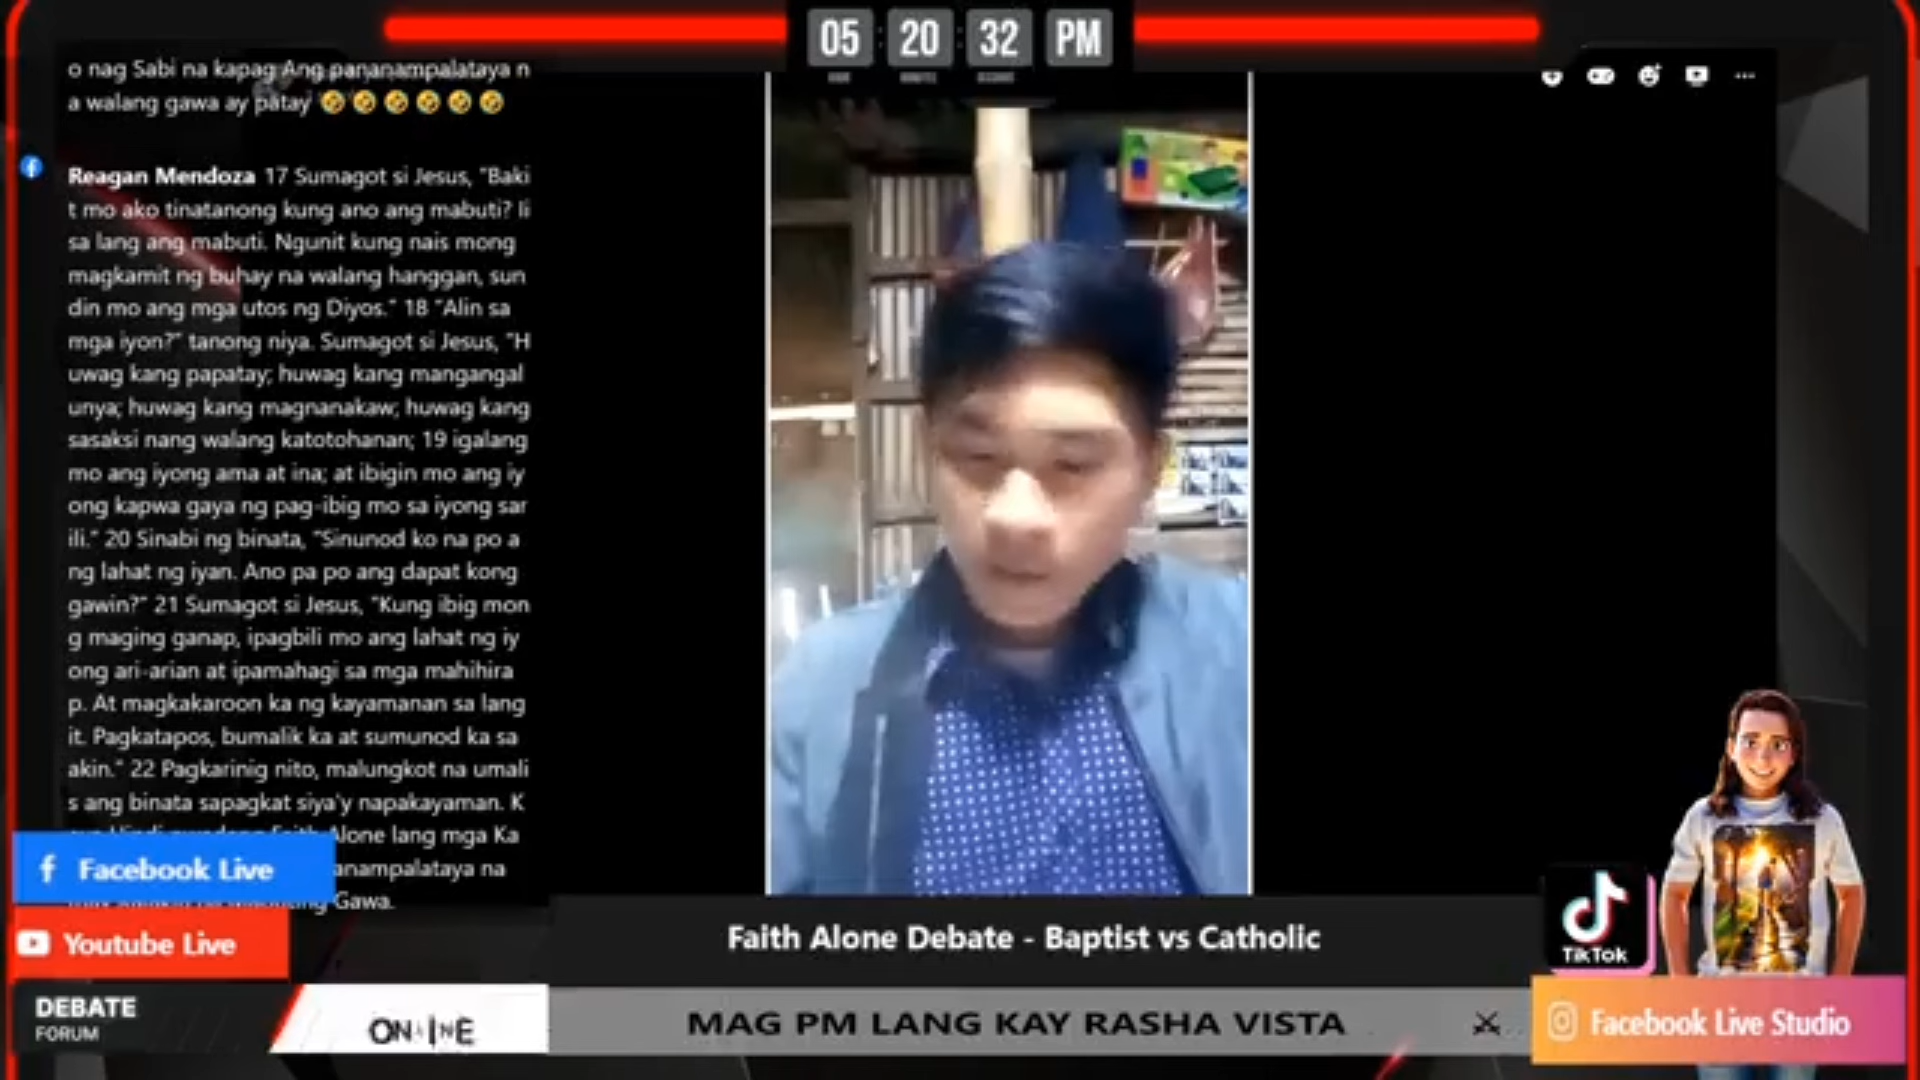 05 20 32 PM
o nag Sabi na kapag Ang pananampalataya n
a walang gawa ay patay 🤣🤣🤣🤣🤣🤣
Reagan Mendoza 17 Sumagot si Jesus, "Baki
t mo ako tinatanong kung ano ang mabuti? Ii
sa lang ang mabuti. Ngunit kung nais mong
magkamit ng buhay na walang hanggan, sun
din mo ang mga utos ng Diyos." 18 "Alin sa
mga iyon?" tanong niya. Sumagot si Jesus, "H
uwag kang papatay; huwag kang mangangal
unya; huwag kang magnanakaw; huwag kang
sasaksi nang walang katotohanan; 19 igalang
mo ang iyong ama at ina; at ibigin mo ang iy
ong kapwa gaya ng pag-ibig mo sa iyong sar
ili." 20 Sinabi ng binata, "Sinunod ko na po a
ng lahat ng iyan. Ano pa po ang dapat kong
gawin?" 21 Sumagot si Jesus, "Kung ibig mon
g maging ganap, ipagbili mo ang lahat ng iy
ong ari-arian at ipamahagi sa mga mahihira
p. At magkakaroon ka ng kayamanan sa lang
it. Pagkatapos, bumalik ka at sumunod ka sa
akin." 22 Pagkarinig nito, malungkot na umali
s ang binata sapagkat siya'y napakayaman. K
Alone lang mga Ka
anampalataya na
Gawa.
Facebook Live
Youtube Live
DEBATE
FORUM
Faith Alone Debate - Baptist vs Catholic
MAG PM LANG KAY RASHA VISTA
TikTok
Facebook Live Studio